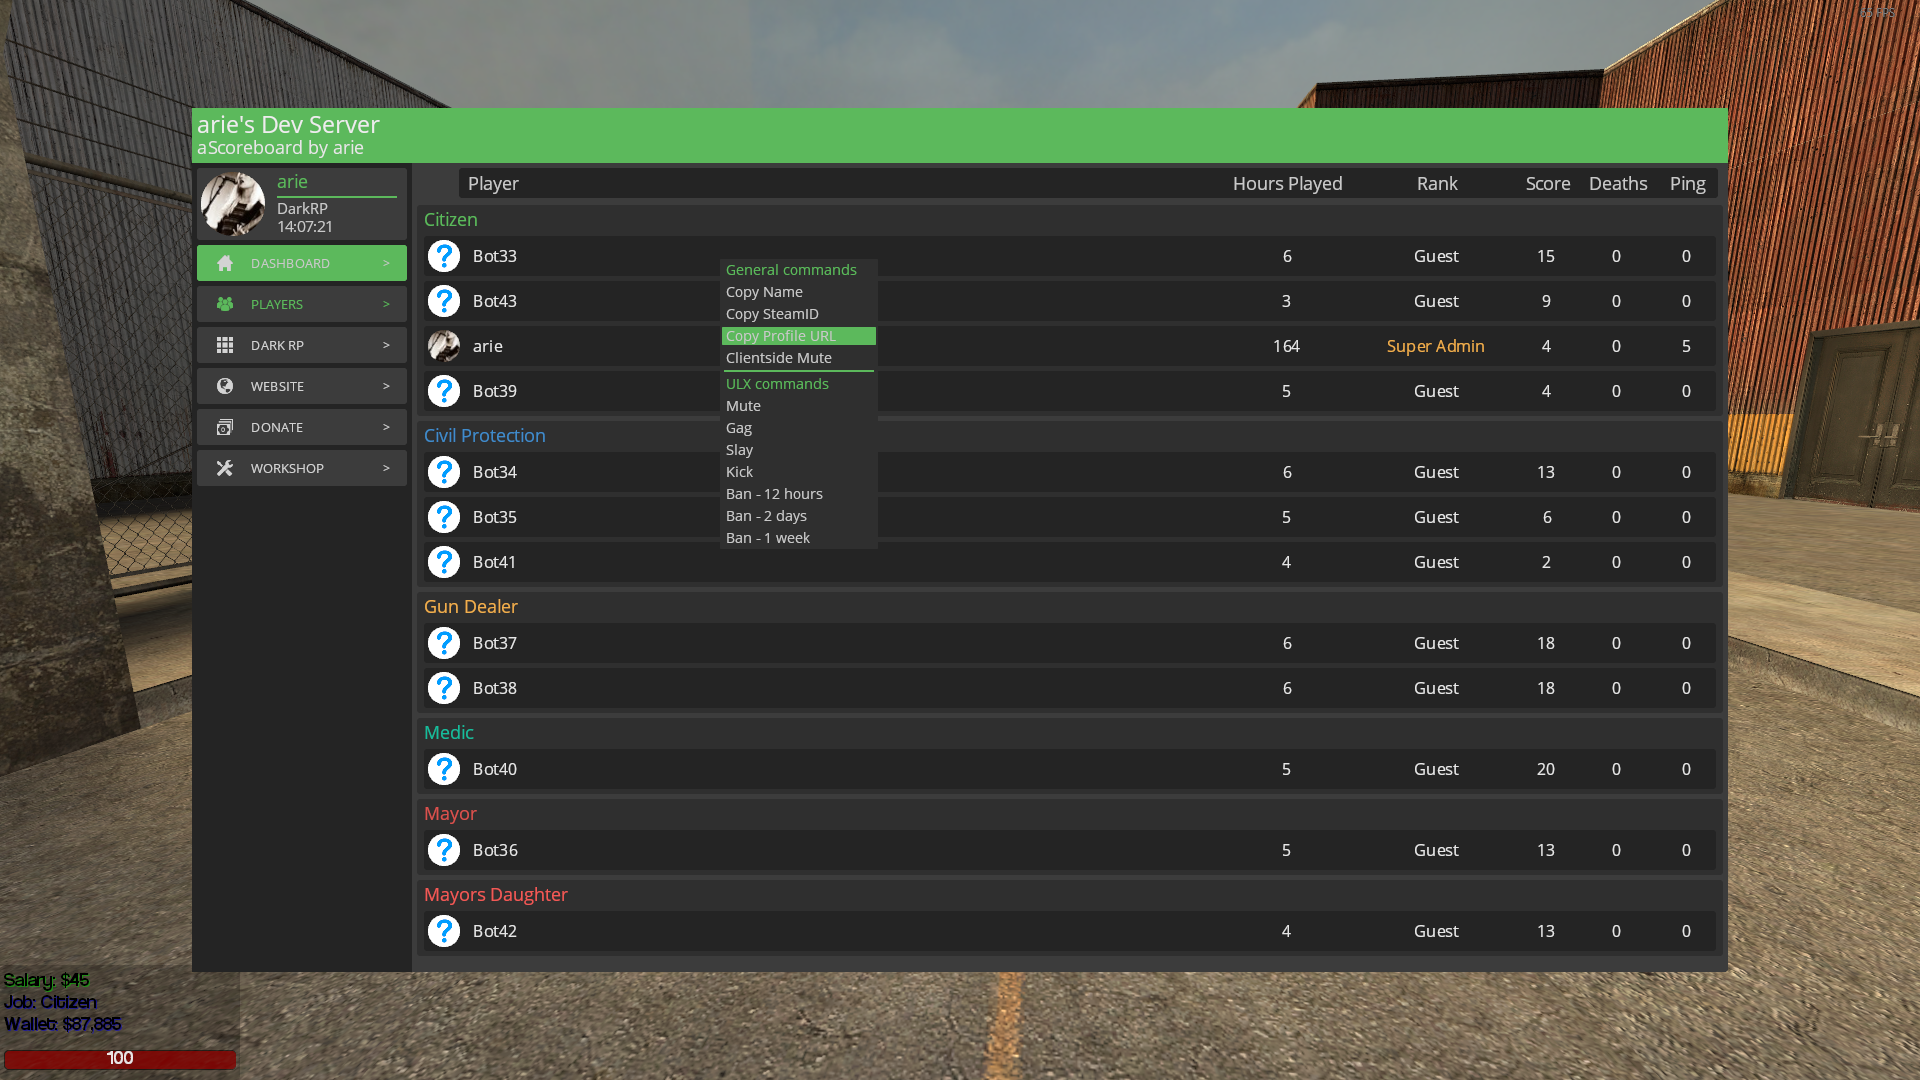 arie's Dev Server
aScoreboard by arie
arie
DarkRP
14:07:21
DASHBOARD >
PLAYERS >
DARK RP >
WEBSITE >
DONATE >
WORKSHOP >
Player Hours Played Rank Score Deaths Ping
Citizen
Bot33 6 Guest 15 0 0
Bot43 3 Guest 9 0 0
arie 164 Super Admin 4 0 5
Bot39 5 Guest 4 0 0
Civil Protection
Bot34 6 Guest 13 0 0
Bot35 5 Guest 6 0 0
Bot41 4 Guest 2 0 0
Gun Dealer
Bot37 6 Guest 18 0 0
Bot38 6 Guest 18 0 0
Medic
Bot40 5 Guest 20 0 0
Mayor
Bot36 5 Guest 13 0 0
Mayors Daughter
Bot42 4 Guest 13 0 0
General commands
Copy Name
Copy SteamID
Copy Profile URL
Clientside Mute
ULX commands
Mute
Gag
Slay
Kick
Ban - 12 hours
Ban - 2 days
Ban - 1 week
Salary: $45
Job: Citizen
Wallet: $87,885
100